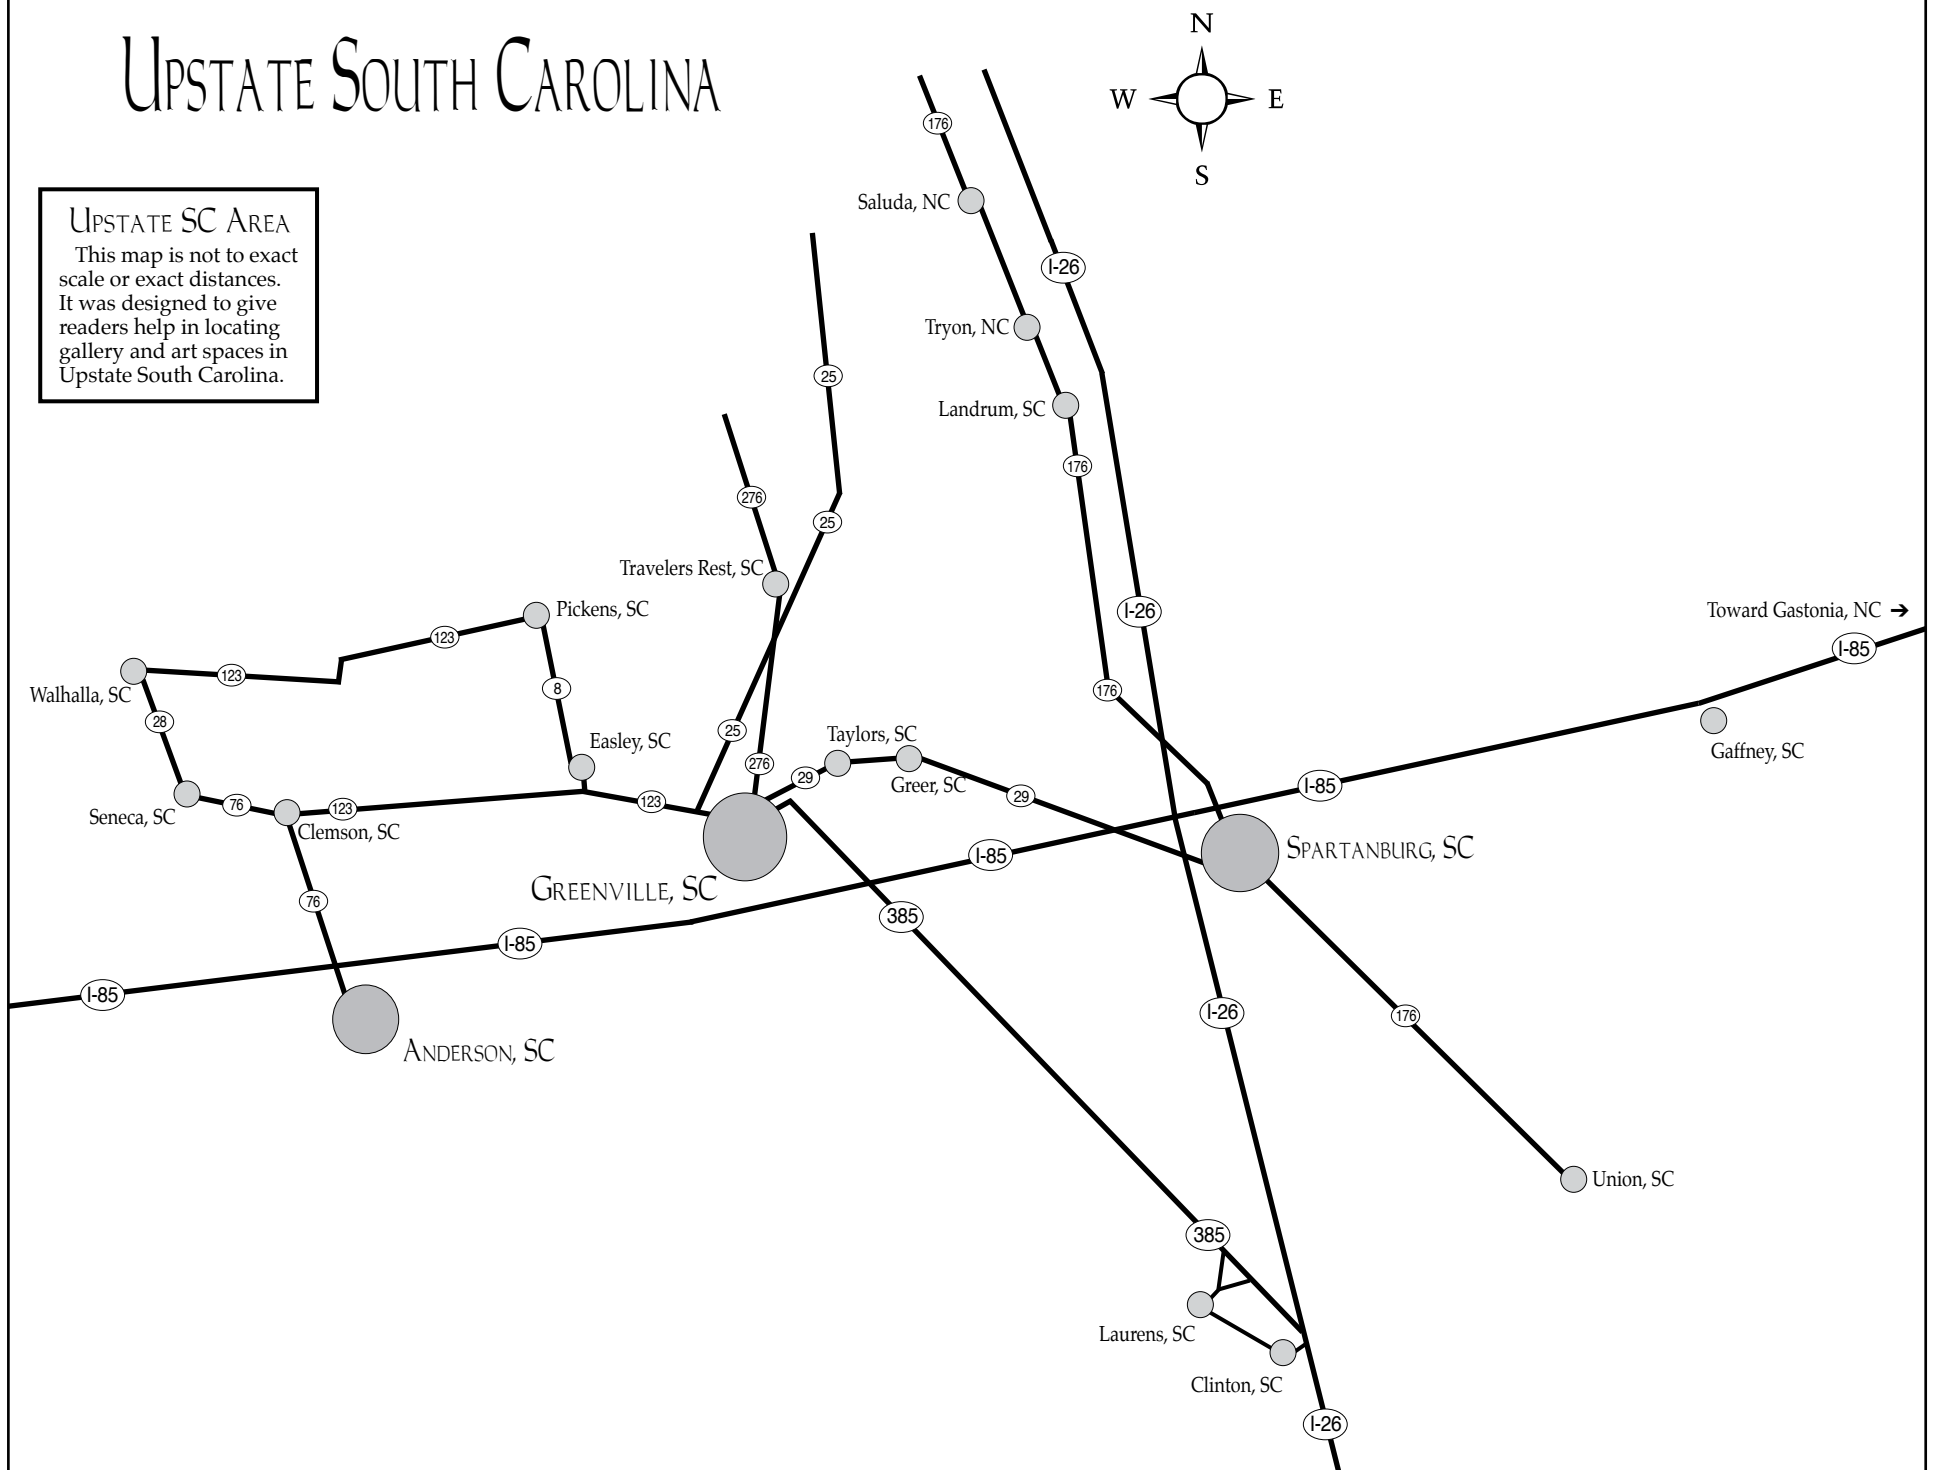 UPSTATE SOUTH CAROLINA
N
W
E
S
UPSTATE SC AREA
This map is not to exact
scale or exact distances.
It was designed to give
readers help in locating
gallery and art spaces in
Upstate South Carolina.
176
Saluda, NC
I-26
Tryon, NC
25
Landrum, SC
176
276
25
Travelers Rest, SC
Pickens, SC
I-26
Toward Gastonia, NC ➔
123
I-85
123
Walhalla, SC
8
176
28
25
Gaffney, SC
Easley, SC
Taylors, SC
276
29
Greer, SC
I-85
29
Seneca, SC
76
123
123
Clemson, SC
I-85
SPARTANBURG, SC
GREENVILLE, SC
76
385
I-85
I-85
I-26
176
ANDERSON, SC
Union, SC
385
Laurens, SC
Clinton, SC
I-26